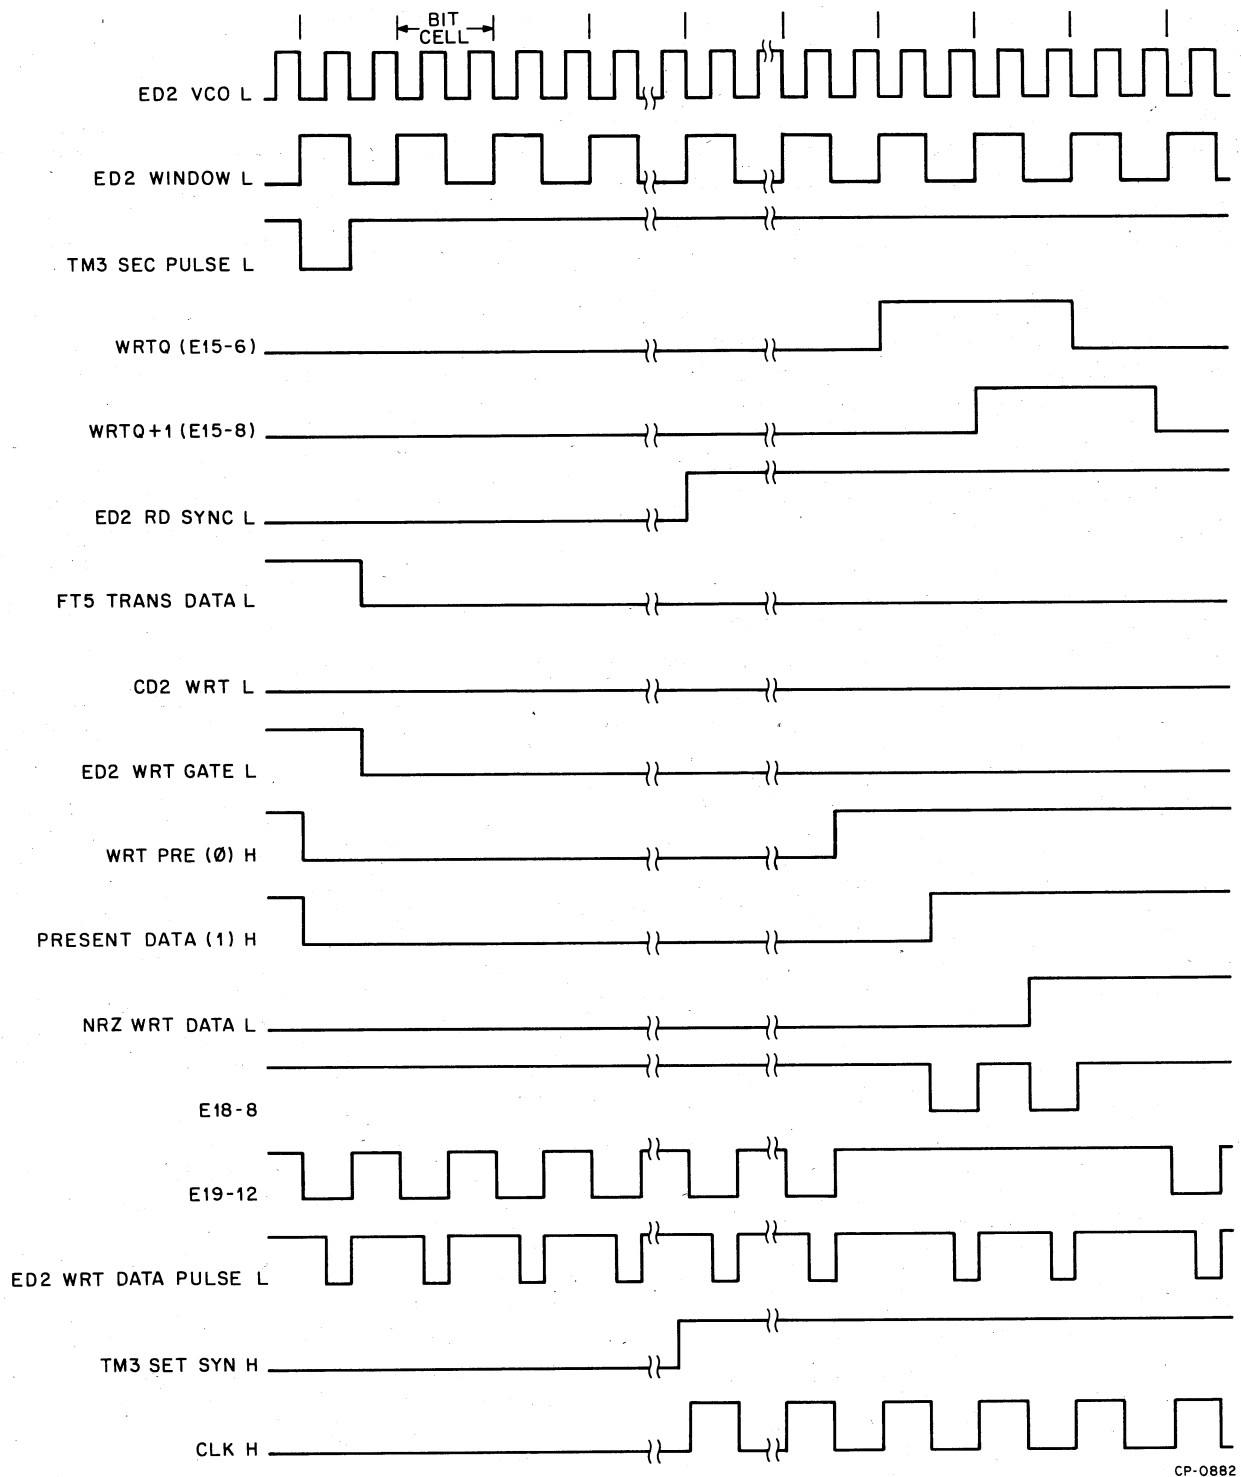 BIT
CELL
ED2 VCO L
ED2 WINDOW L
TM3 SEC PULSE L
WRTQ (E15-6)
WRTQ+1 (E15-8)
ED2 RD SYNC L
FT5 TRANS DATA L
CD2 WRT L
ED2 WRT GATE L
WRT PRE (Ø) H
PRESENT DATA (1) H
NRZ WRT DATA L
E18-8
E19-12
ED2 WRT DATA PULSE L
TM3 SET SYN H
CLK H
CP-0882